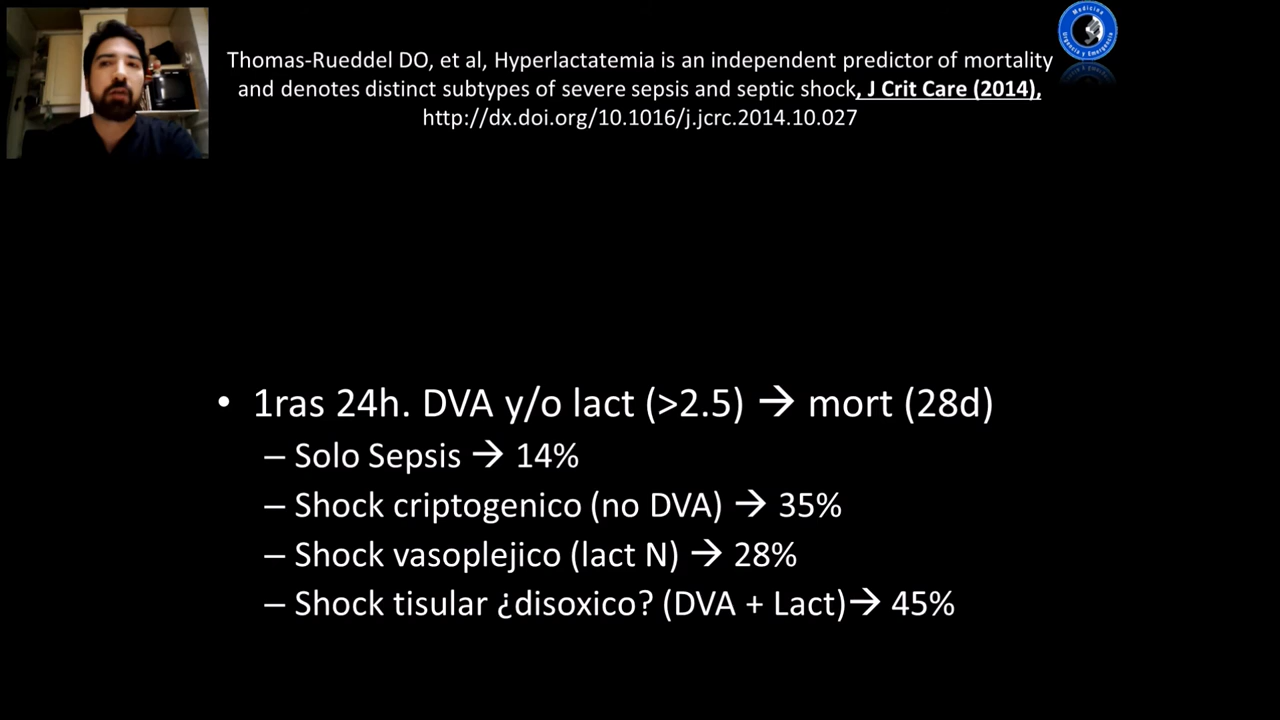 Thomas-Rueddel DO, et al, Hyperlactatemia is an independent predictor of mortality
and denotes distinct subtypes of severe sepsis and septic shock, J Crit Care (2014),
http://dx.doi.org/10.1016/j.jcrc.2014.10.027
Medicina
Urgencia y Emergencia
• 1ras 24h. DVA y/o lact (>2.5) → mort (28d)
– Solo Sepsis → 14%
– Shock criptogenico (no DVA) → 35%
– Shock vasoplejico (lact N) → 28%
– Shock tisular ¿disoxico? (DVA + Lact)→ 45%